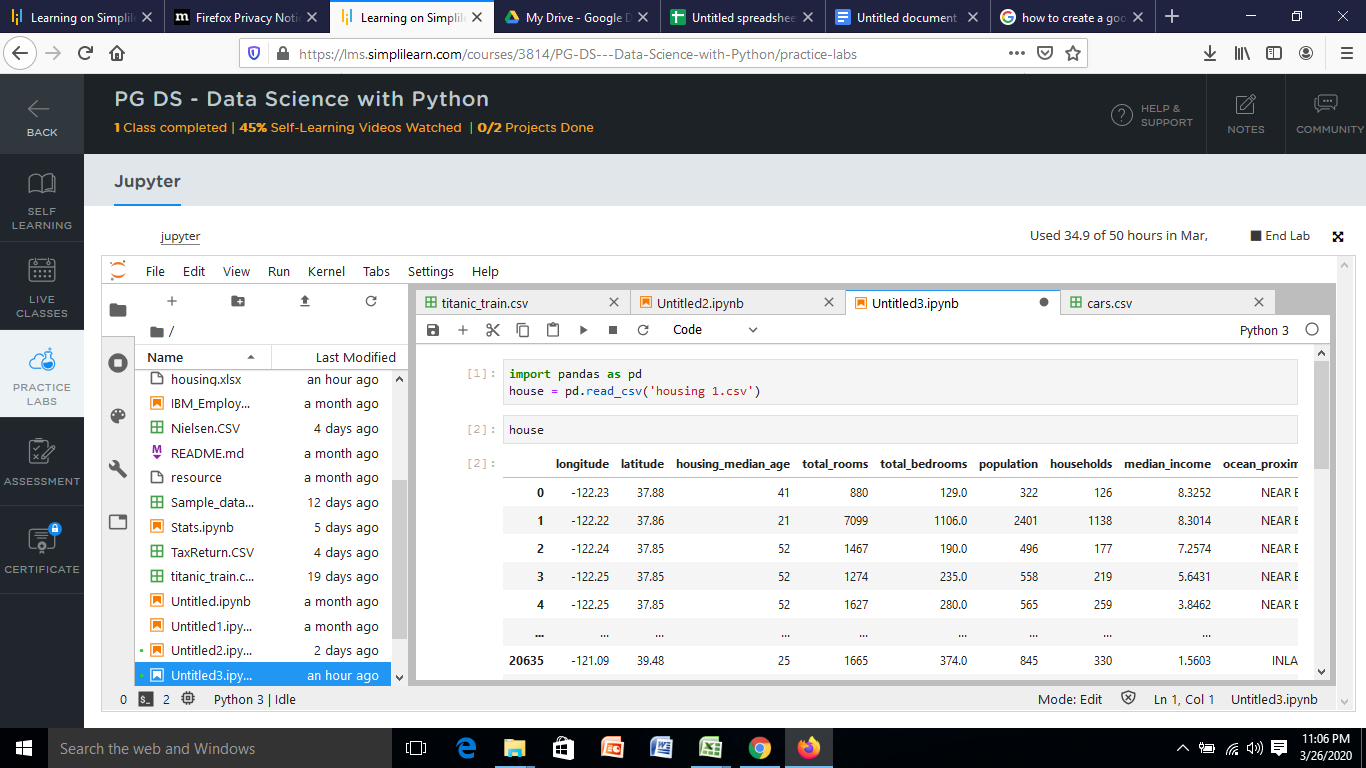 Learning on Simplil
Firefox Privacy Noti
Learning on Simplil
My Drive - Google D
Untitled spreadshee
Untitled document
how to create a goo
https://lms.simplilearn.com/courses/3814/PG-DS---Data-Science-with-Python/practice-labs
BACK
PG DS - Data Science with Python
1 Class completed | 45% Self-Learning Videos Watched | 0/2 Projects Done
HELP & SUPPORT
NOTES
COMMUNITY
SELF LEARNING
LIVE CLASSES
PRACTICE LABS
ASSESSMENT
CERTIFICATE
Jupyter
jupyter
Used 34.9 of 50 hours in Mar,
End Lab
File Edit View Run Kernel Tabs Settings Help
/
Name Last Modified
housing.xlsx an hour ago
IBM_Employ... a month ago
Nielsen.CSV 4 days ago
README.md a month ago
resource a month ago
Sample_data... 12 days ago
Stats.ipynb 5 days ago
TaxReturn.CSV 4 days ago
titanic_train.c... 19 days ago
Untitled.ipynb a month ago
Untitled1.ipy... a month ago
Untitled2.ipy... 2 days ago
Untitled3.ipy... an hour ago
titanic_train.csv
Untitled2.ipynb
Untitled3.ipynb
cars.csv
Code
Python 3
[1]: import pandas as pd
house = pd.read_csv('housing 1.csv')
[2]: house
[2]: longitude latitude housing_median_age total_rooms total_bedrooms population households median_income ocean_proxim
0 -122.23 37.88 41 880 129.0 322 126 8.3252 NEAR B
1 -122.22 37.86 21 7099 1106.0 2401 1138 8.3014 NEAR B
2 -122.24 37.85 52 1467 190.0 496 177 7.2574 NEAR B
3 -122.25 37.85 52 1274 235.0 558 219 5.6431 NEAR B
4 -122.25 37.85 52 1627 280.0 565 259 3.8462 NEAR B
... ... ... ... ... ... ... ... ...
20635 -121.09 39.48 25 1665 374.0 845 330 1.5603 INLA
0 2 Python 3 | Idle
Mode: Edit Ln 1, Col 1 Untitled3.ipynb
Search the web and Windows
11:06 PM
3/26/2020